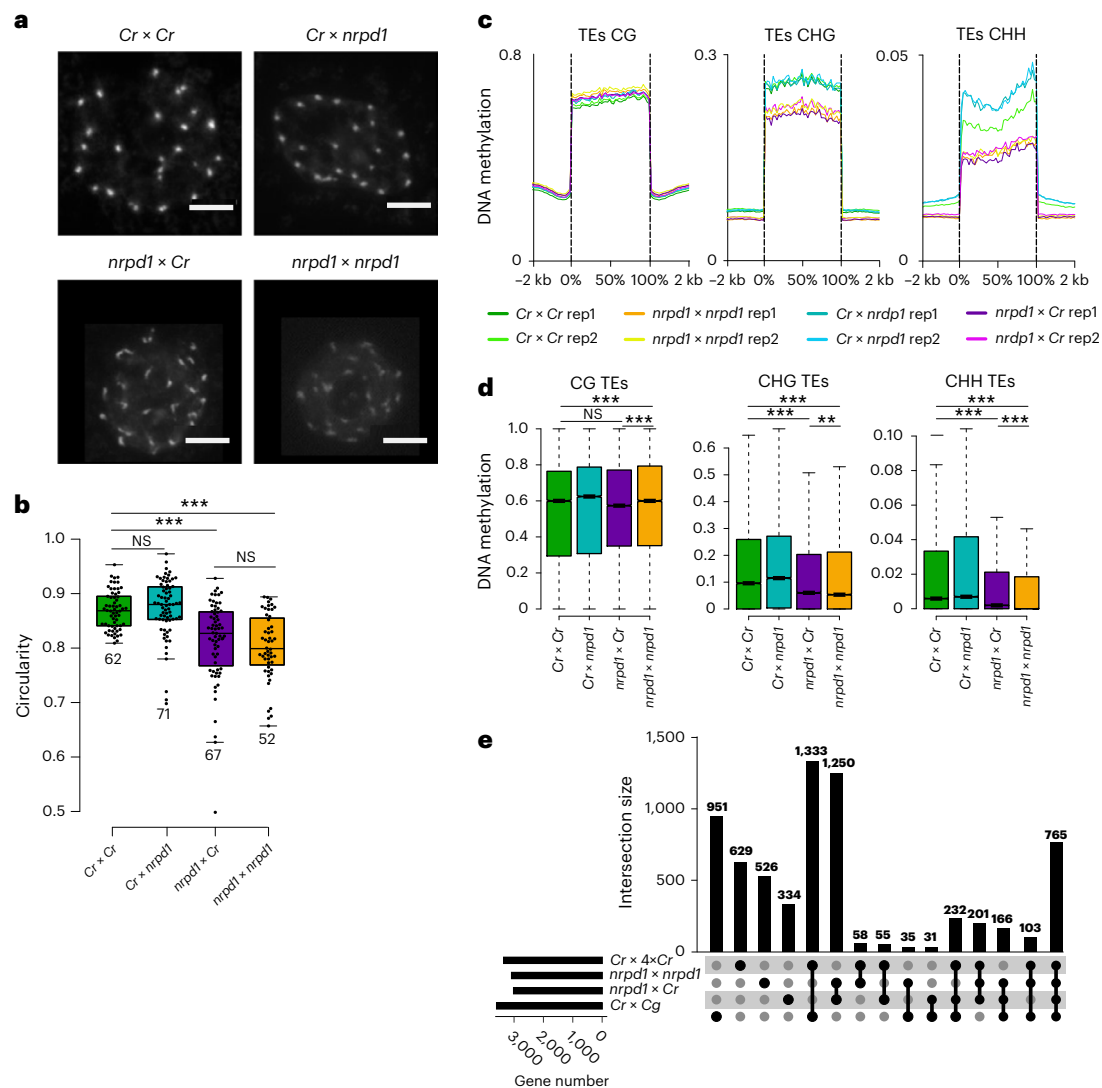 a
Cr × Cr
Cr × nrpd1
nrpd1 × Cr
nrpd1 × nrpd1
b
***
***
NS
NS
Circularity
1.0
0.9
0.8
0.7
0.6
0.5
62
71
67
52
Cr × Cr
Cr × nrpd1
nrpd1 × Cr
nrpd1 × nrpd1
c
TEs CG
TEs CHG
TEs CHH
DNA methylation
0.8
0
0.3
0
0.05
0
−2 kb 0% 50% 100% 2 kb
−2 kb 0% 50% 100% 2 kb
−2 kb 0% 50% 100% 2 kb
Cr × Cr rep1
nrpd1 × nrpd1 rep1
Cr × nrdp1 rep1
nrpd1 × Cr rep1
Cr × Cr rep2
nrpd1 × nrpd1 rep2
Cr × nrpd1 rep2
nrdp1 × Cr rep2
d
CG TEs
CHG TEs
CHH TEs
***
NS
***
***
***
**
***
***
***
DNA methylation
1.0
0.8
0.6
0.4
0.2
0
0.6
0.5
0.4
0.3
0.2
0.1
0
0.10
0.08
0.06
0.04
0.02
0
Cr × Cr
Cr × nrpd1
nrpd1 × Cr
nrpd1 × nrpd1
Cr × Cr
Cr × nrpd1
nrpd1 × Cr
nrpd1 × nrpd1
Cr × Cr
Cr × nrpd1
nrpd1 × Cr
nrpd1 × nrpd1
e
Intersection size
1,500
1,000
500
0
951
629
526
334
1,333
1,250
58
55
35
31
232
201
166
103
765
Cr × 4×Cr
nrpd1 × nrpd1
nrpd1 × Cr
Cr × Cg
3,000
2,000
1,000
0
Gene number